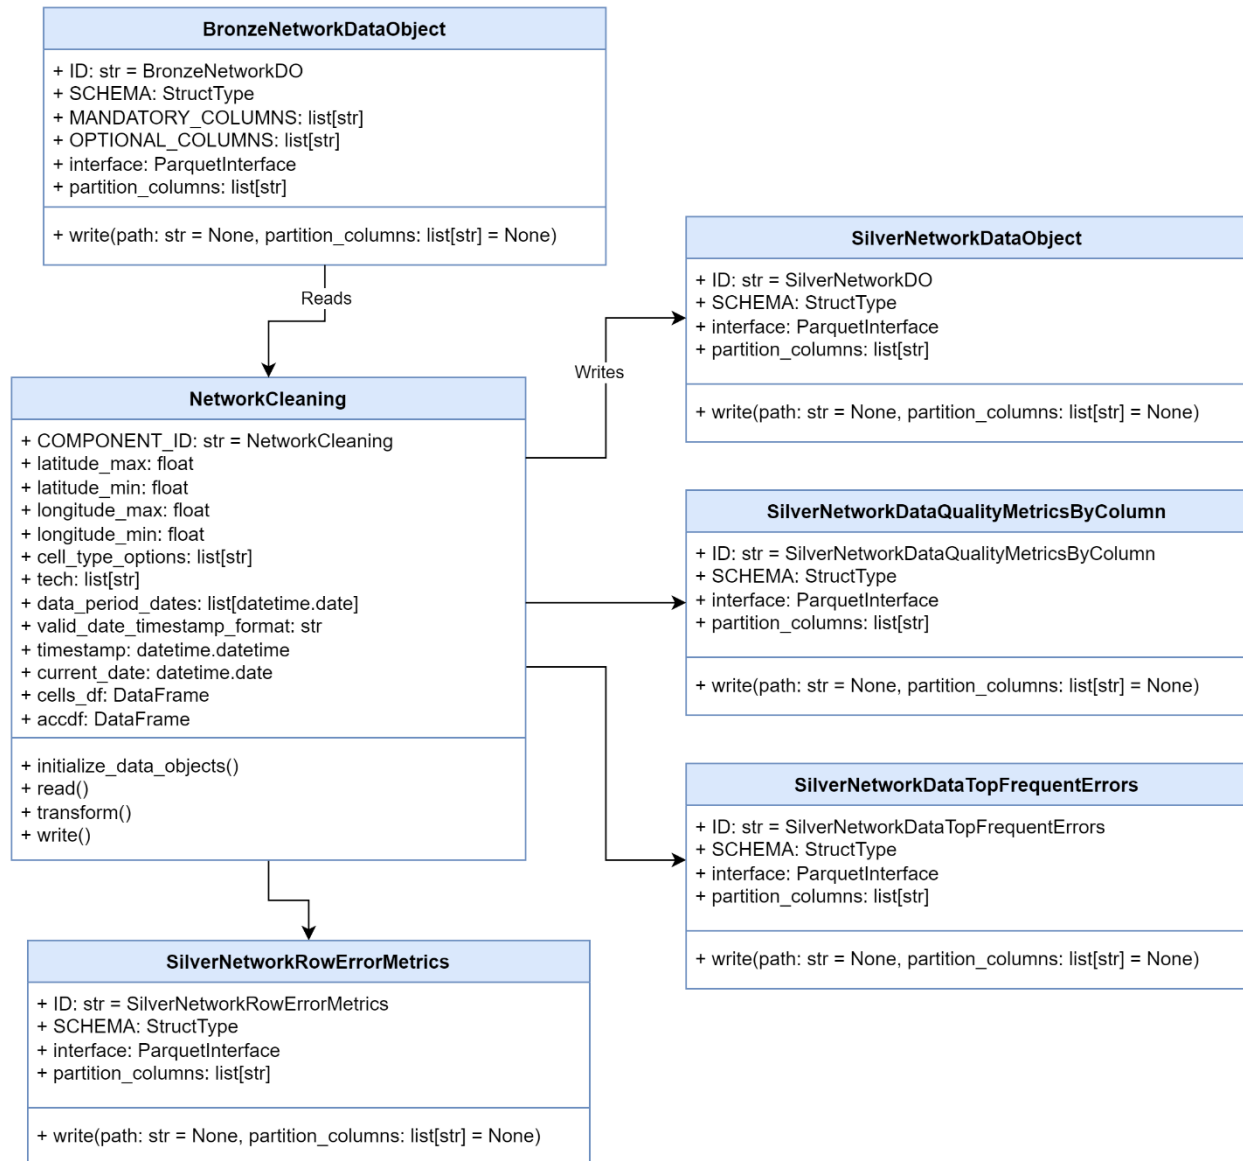 BronzeNetworkDataObject
+ ID: str = BronzeNetworkDO
+ SCHEMA: StructType
+ MANDATORY_COLUMNS: list[str]
+ OPTIONAL_COLUMNS: list[str]
+ interface: ParquetInterface
+ partition_columns: list[str]
+ write(path: str = None, partition_columns: list[str] = None)
Reads
NetworkCleaning
+ COMPONENT_ID: str = NetworkCleaning
+ latitude_max: float
+ latitude_min: float
+ longitude_max: float
+ longitude_min: float
+ cell_type_options: list[str]
+ tech: list[str]
+ data_period_dates: list[datetime.date]
+ valid_date_timestamp_format: str
+ timestamp: datetime.datetime
+ current_date: datetime.date
+ cells_df: DataFrame
+ accdf: DataFrame
+ initialize_data_objects()
+ read()
+ transform()
+ write()
Writes
SilverNetworkDataObject
+ ID: str = SilverNetworkDO
+ SCHEMA: StructType
+ interface: ParquetInterface
+ partition_columns: list[str]
+ write(path: str = None, partition_columns: list[str] = None)
SilverNetworkDataQualityMetricsByColumn
+ ID: str = SilverNetworkDataQualityMetricsByColumn
+ SCHEMA: StructType
+ interface: ParquetInterface
+ partition_columns: list[str]
+ write(path: str = None, partition_columns: list[str] = None)
SilverNetworkDataTopFrequentErrors
+ ID: str = SilverNetworkDataTopFrequentErrors
+ SCHEMA: StructType
+ interface: ParquetInterface
+ partition_columns: list[str]
+ write(path: str = None, partition_columns: list[str] = None)
SilverNetworkRowErrorMetrics
+ ID: str = SilverNetworkRowErrorMetrics
+ SCHEMA: StructType
+ interface: ParquetInterface
+ partition_columns: list[str]
+ write(path: str = None, partition_columns: list[str] = None)